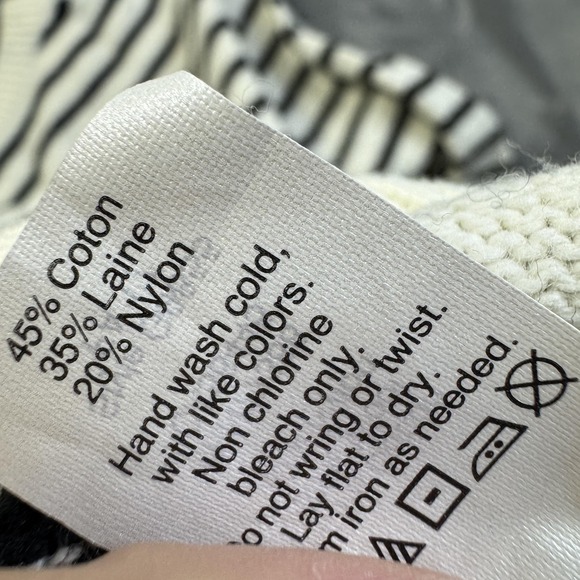 45% Coton
35% Laine
20% Nylon
Hand wash cold,
with like colors.
Non chlorine
bleach only.
not wring or twist.
Lay flat to dry.
iron as needed.